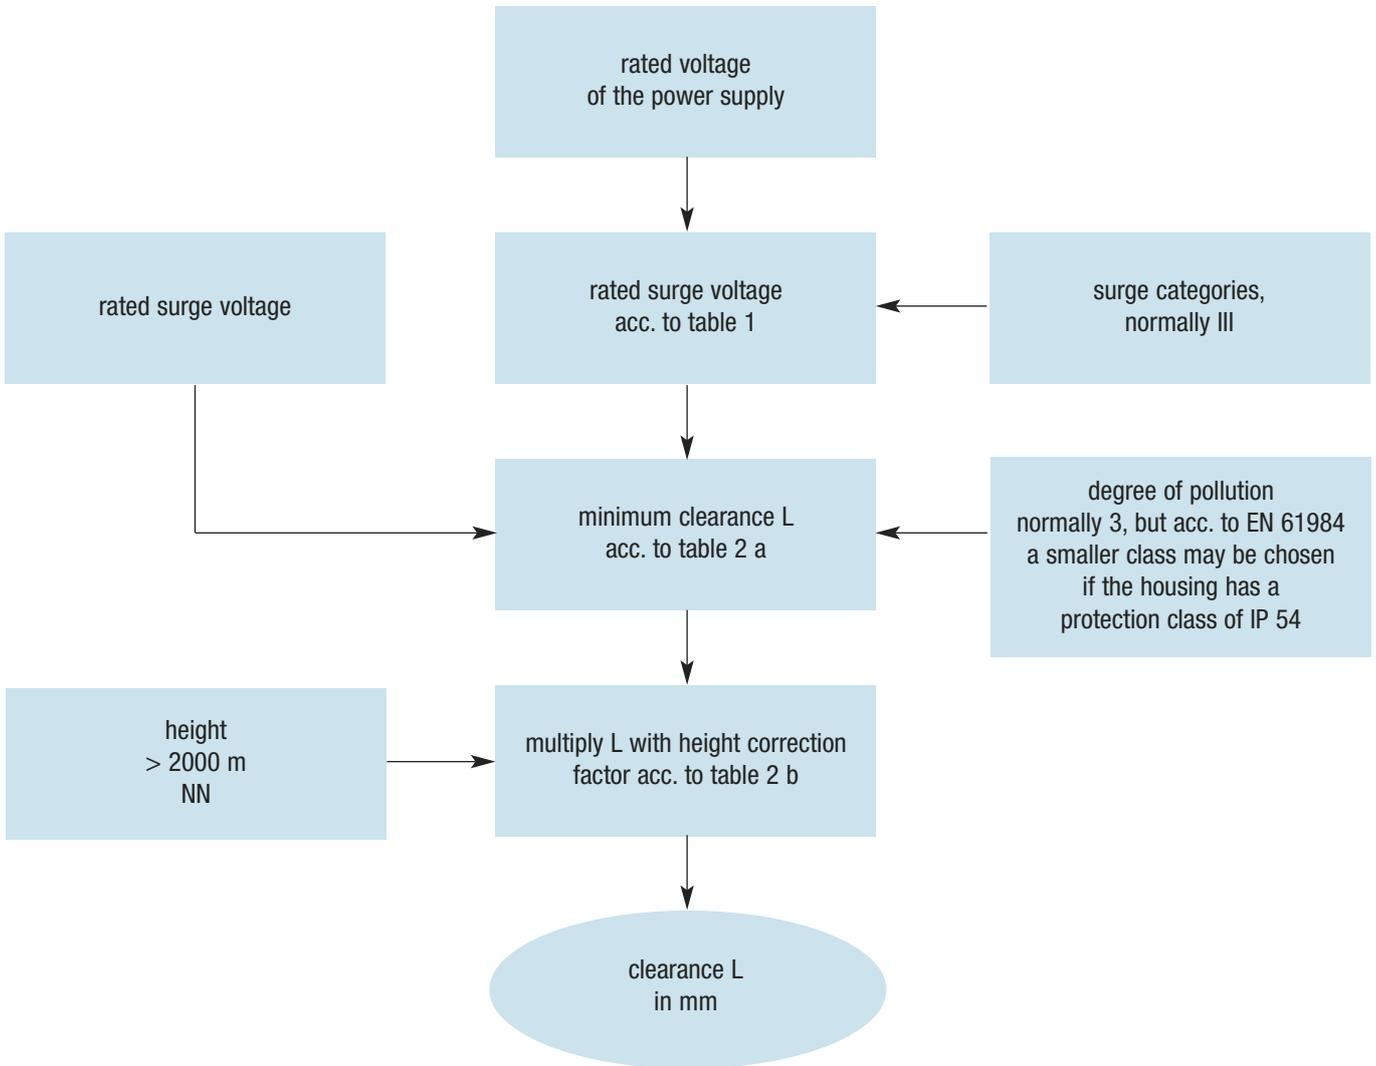 rated voltage
of the power supply
rated surge voltage
rated surge voltage
acc. to table 1
surge categories,
normally III
minimum clearance L
acc. to table 2 a
degree of pollution
normally 3, but acc. to EN 61984
a smaller class may be chosen
if the housing has a
protection class of IP 54
height
> 2000 m
NN
multiply L with height correction
factor acc. to table 2 b
clearance L
in mm